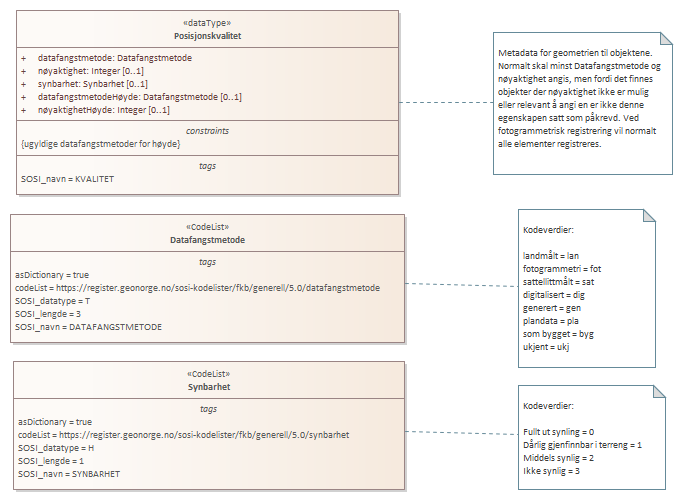 «dataType»
Posisjonskvalitet
+ datafangstmetode: Datafangstmetode
+ nøyaktighet: Integer [0..1]
+ synbarhet: Synbarhet [0..1]
+ datafangstmetodeHøyde: Datafangstmetode [0..1]
+ nøyaktighetHøyde: Integer [0..1]
constraints
{ugyldige datafangstmetoder for høyde}
tags
SOSI_navn = KVALITET
Metadata for geometrien til objektene.
Normalt skal minst Datafangstmetode og
nøyaktighet angis, men fordi det finnes
objekter der nøyaktighet ikke er mulig
eller relevant å angi en er ikke denne
egenskapen satt som påkrevd. Ved
fotogrammetrisk registrering vil normalt
alle elementer registreres.
«CodeList»
Datafangstmetode
tags
asDictionary = true
codeList = https://register.geonorge.no/sosi-kodelister/fkb/generell/5.0/datafangstmetode
SOSI_datatype = T
SOSI_lengde = 3
SOSI_navn = DATAFANGSTMETODE
Kodeverdier:
landmålt = lan
fotogrammetri = fot
sattellittmålt = sat
digitalisert = dig
generert = gen
plandata = pla
som bygget = byg
ukjent = ukj
«CodeList»
Synbarhet
tags
asDictionary = true
codeList = https://register.geonorge.no/sosi-kodelister/fkb/generell/5.0/synbarhet
SOSI_datatype = H
SOSI_lengde = 1
SOSI_navn = SYNBARHET
Kodeverdier:
Fullt ut synling = 0
Dårlig gjenfinnbar i terreng = 1
Middels synlig = 2
Ikke synlig = 3